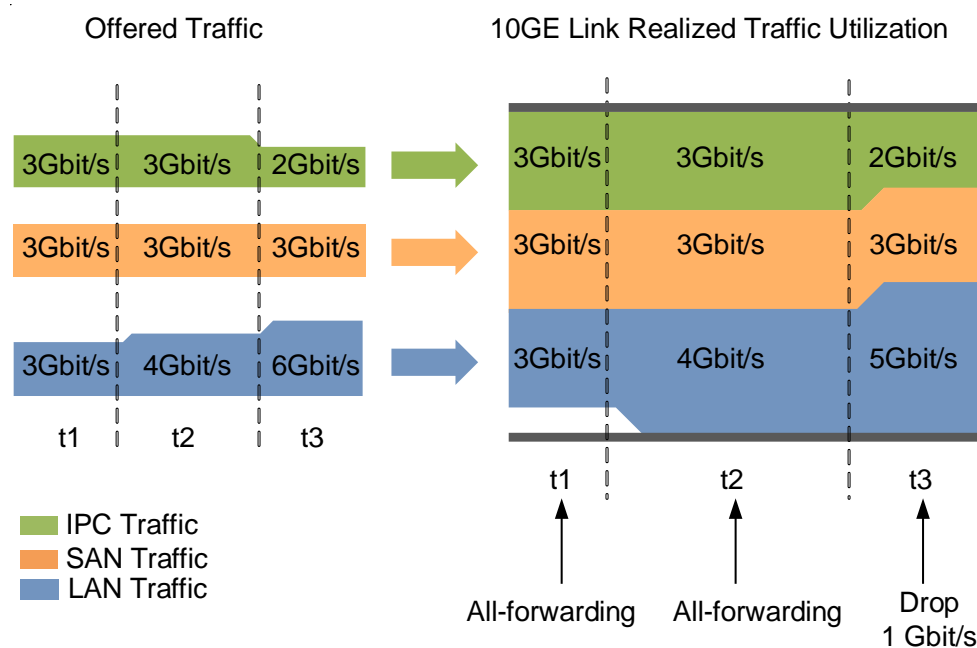 Offered Traffic
3Gbit/s 3Gbit/s 2Gbit/s
3Gbit/s 3Gbit/s 3Gbit/s
3Gbit/s 4Gbit/s 6Gbit/s
t1 t2 t3
IPC Traffic
SAN Traffic
LAN Traffic
10GE Link Realized Traffic Utilization
3Gbit/s 3Gbit/s 2Gbit/s
3Gbit/s 3Gbit/s 3Gbit/s
3Gbit/s 4Gbit/s 5Gbit/s
t1 t2 t3
All-forwarding All-forwarding Drop
1 Gbit/s